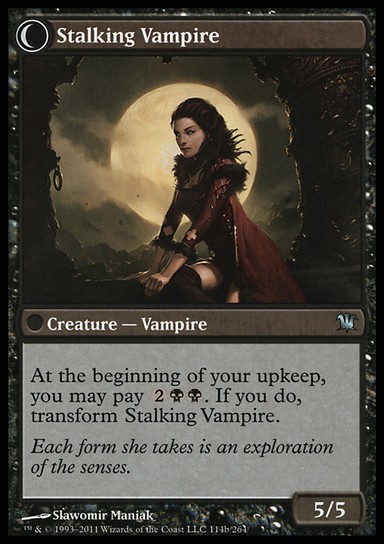 Stalking Vampire
Creature — Vampire
At the beginning of your upkeep,
you may pay 2. If you do,
transform Stalking Vampire.
Each form she takes is an exploration
of the senses.
Slawomir Maniak
5/5
™ & © 1993–2011 Wizards of the Coast LLC 114b/264